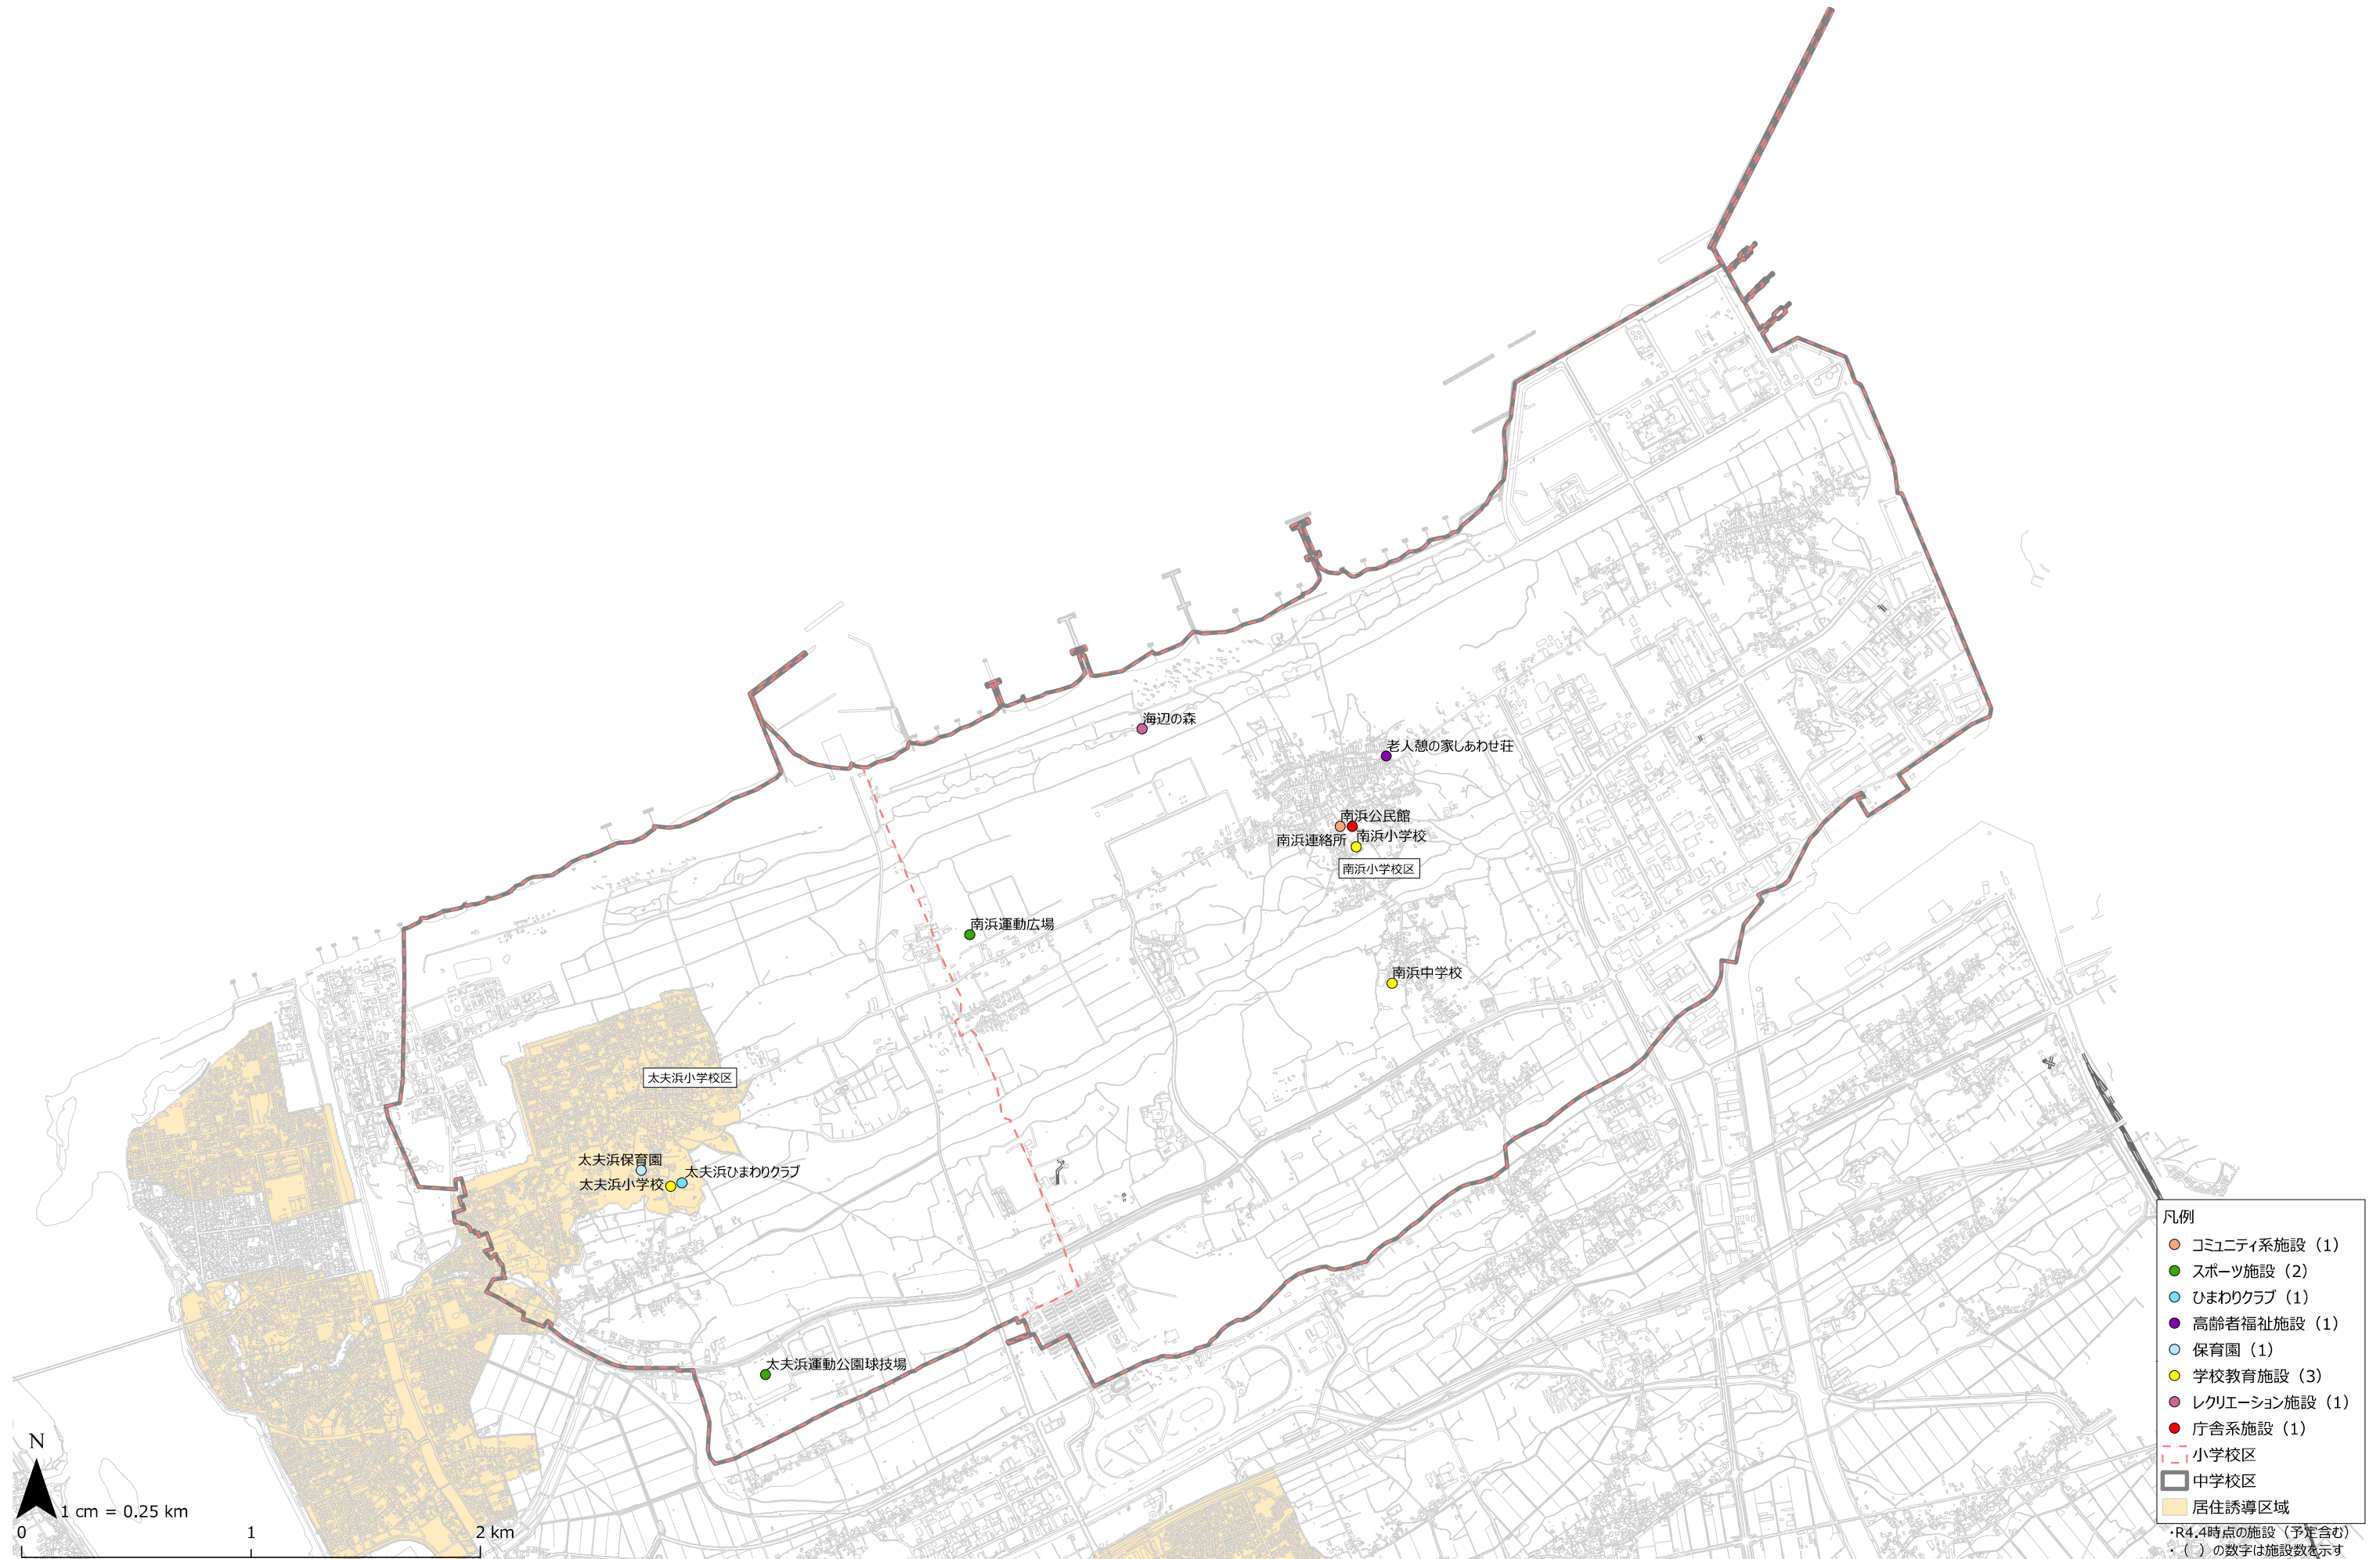 海辺の森
老人憩の家しあわせ荘
南浜公民館
南浜連絡所
南浜小学校
南浜小学校区
南浜運動広場
南浜中学校
太夫浜小学校区
太夫浜保育園
太夫浜ひまわりクラブ
太夫浜小学校
太夫浜運動公園球技場
凡例
コミュニティ系施設（1）
スポーツ施設（2）
ひまわりクラブ（1）
高齢者福祉施設（1）
保育園（1）
学校教育施設（3）
レクリエーション施設（1）
庁舎系施設（1）
小学校区
中学校区
居住誘導区域
・R4.4時点の施設（予定含む）
・（　）の数字は施設数を示す
N
1 cm = 0.25 km
0 1 2 km